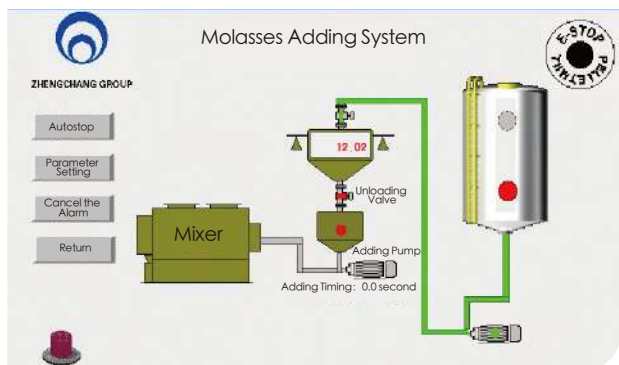 Molasses Adding System
E-STOP
PELLETMILL
ZHENGCHANG GROUP
Autostop
Parameter
Setting
Cancel the
Alarm
Return
12.02
Unloading
Valve
Mixer
Adding Pump
Adding Timing: 0.0 second